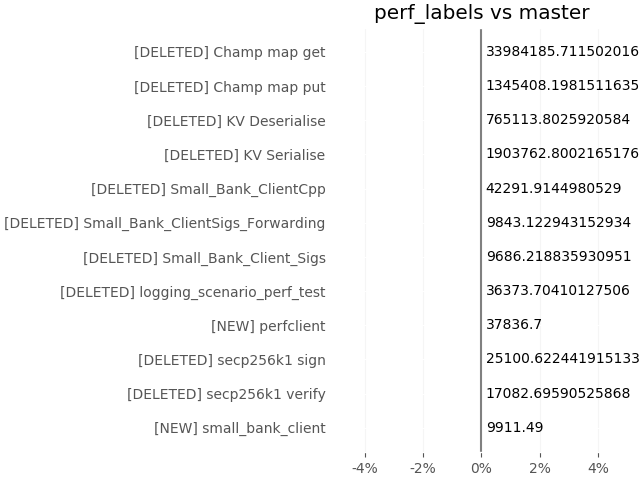 perf_labels vs master
[DELETED] Champ map get 33984185.711502016
[DELETED] Champ map put 1345408.1981511635
[DELETED] KV Deserialise 765113.8025920584
[DELETED] KV Serialise 1903762.8002165176
[DELETED] Small_Bank_ClientCpp 42291.9144980529
[DELETED] Small_Bank_ClientSigs_Forwarding 9843.122943152934
[DELETED] Small_Bank_Client_Sigs 9686.218835930951
[DELETED] logging_scenario_perf_test 36373.70410127506
[NEW] perfclient 37836.7
[DELETED] secp256k1 sign 25100.622441915133
[DELETED] secp256k1 verify 17082.69590525868
[NEW] small_bank_client 9911.49
-4% -2% 0% 2% 4%